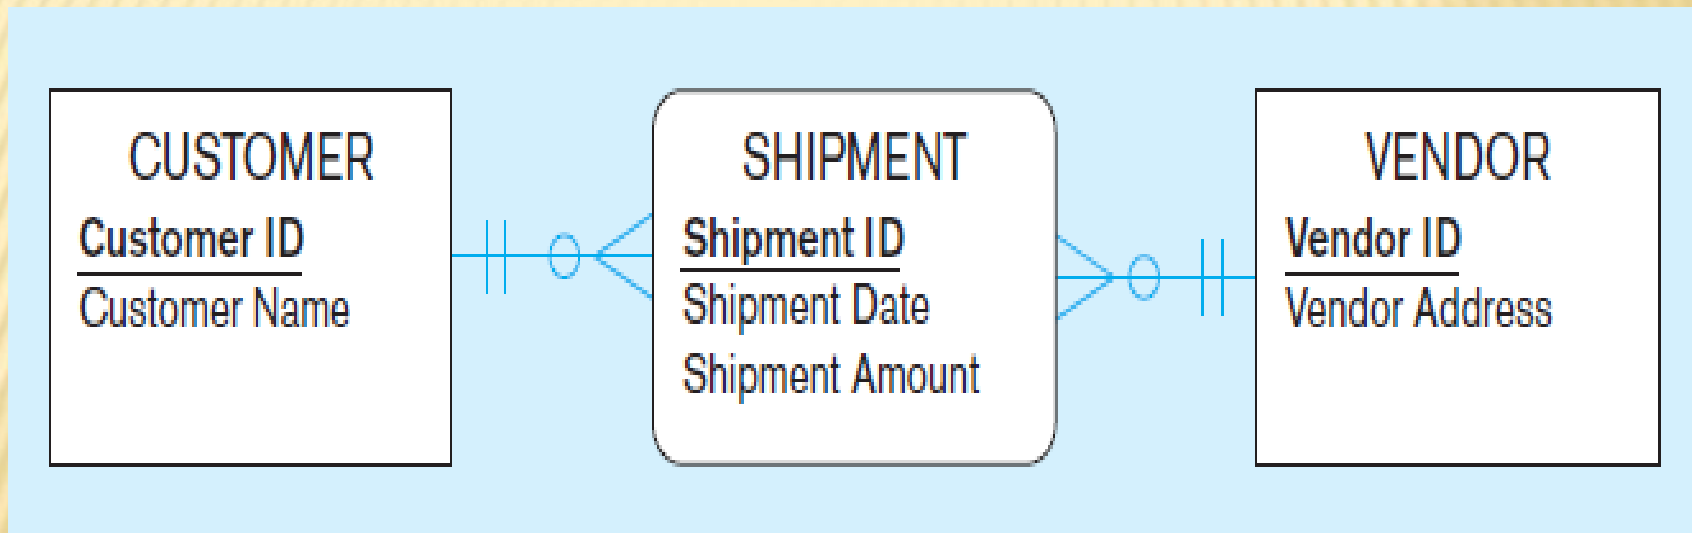 CUSTOMER
Customer ID
Customer Name
SHIPMENT
Shipment ID
Shipment Date
Shipment Amount
VENDOR
Vendor ID
Vendor Address